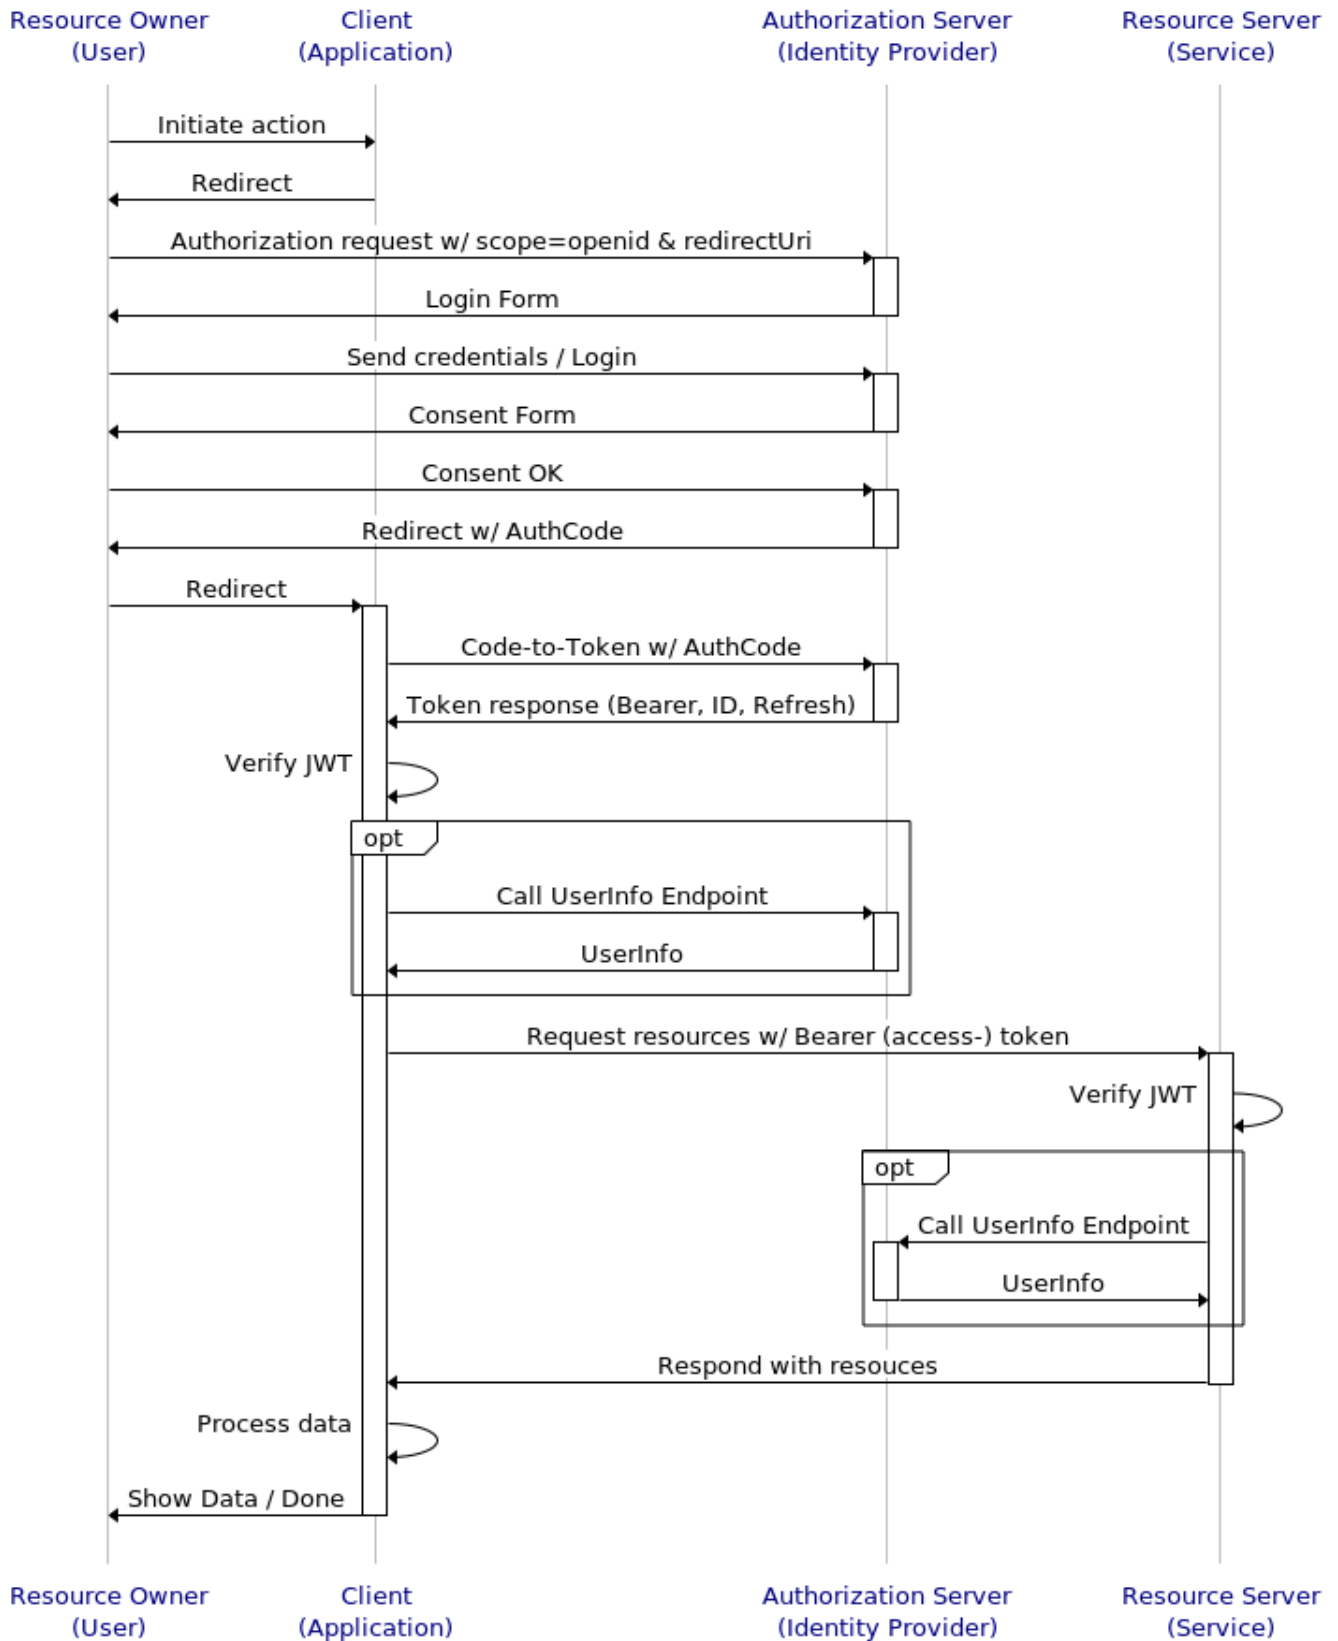 Resource Owner
(User)
Client
(Application)
Authorization Server
(Identity Provider)
Resource Server
(Service)
Initiate action
Redirect
Authorization request w/ scope=openid & redirectUri
Login Form
Send credentials / Login
Consent Form
Consent OK
Redirect w/ AuthCode
Redirect
Code-to-Token w/ AuthCode
Token response (Bearer, ID, Refresh)
Verify JWT
opt
Call UserInfo Endpoint
UserInfo
Request resources w/ Bearer (access-) token
Verify JWT
opt
Call UserInfo Endpoint
UserInfo
Respond with resouces
Process data
Show Data / Done
Resource Owner
(User)
Client
(Application)
Authorization Server
(Identity Provider)
Resource Server
(Service)